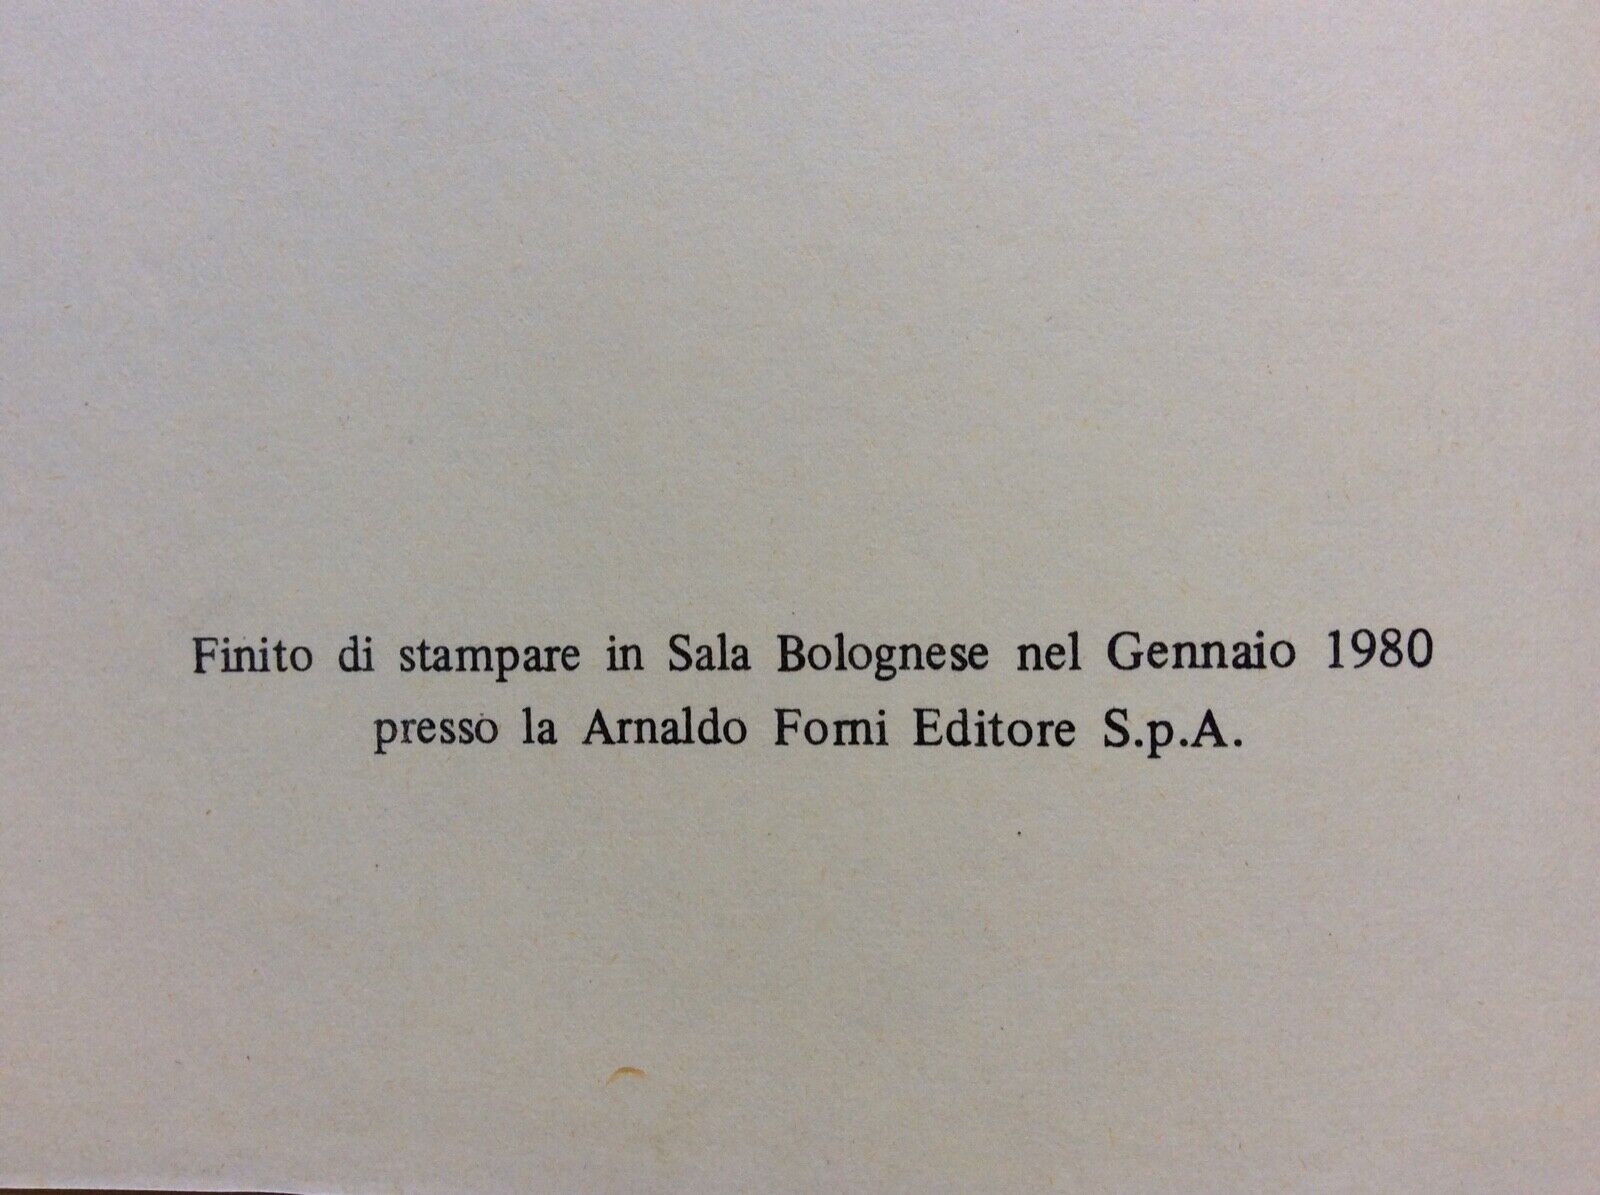 Finito di stampare in Sala Bolognese nel Gennaio 1980
presso la Arnaldo Forni Editore S.p.A.